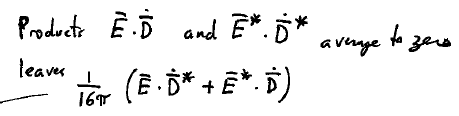 Products Ē·Ḋ̄ and Ē*·Ḋ̄* average to zero
leaves 1/16π (Ē·Ḋ̄* + Ē*·Ḋ̄)